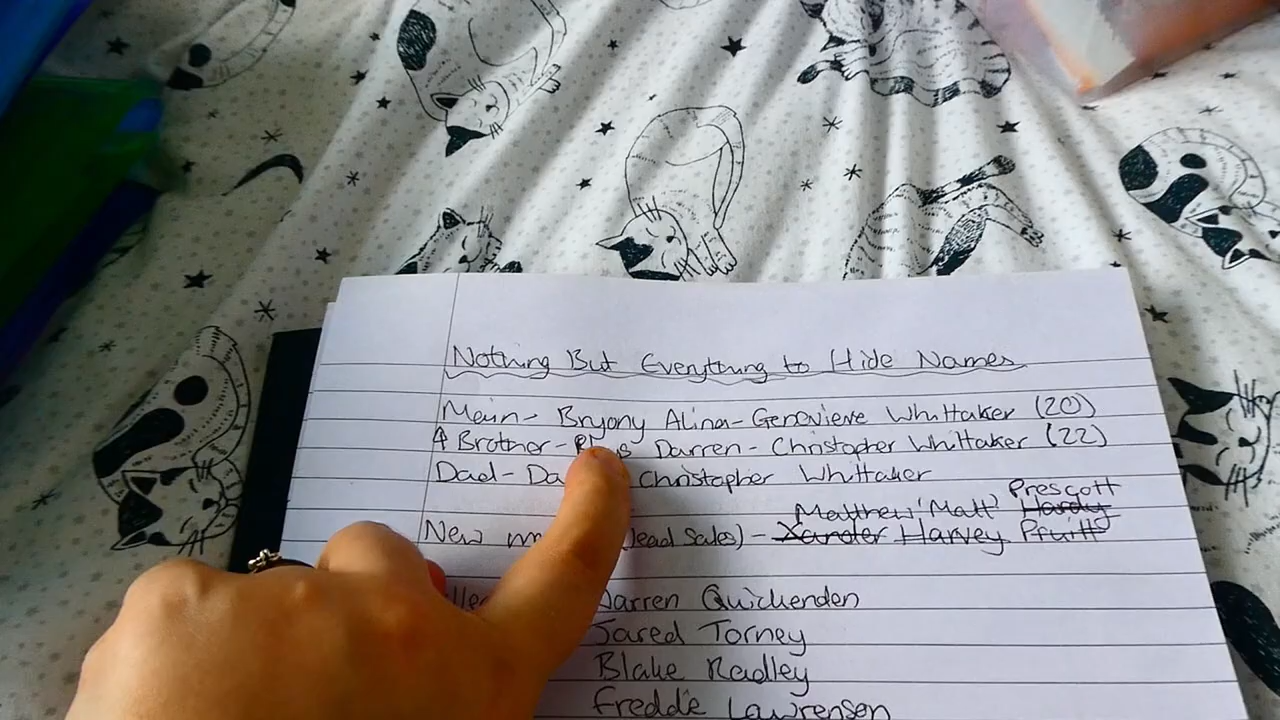 Nothing But Everything to Hide Names
Main- Bryony Alina-Genevieve Whittaker (20)
A Brother- Darren-Christopher Whittaker (22)
Dad- Christopher Whittaker
Prescott
Matthew 'Matt' Hardy
New (lead Sales) - Xander Harvey Pruitt
Darren Quickenden
Jared Torney
Blake Radley
Freddie Lawrensen